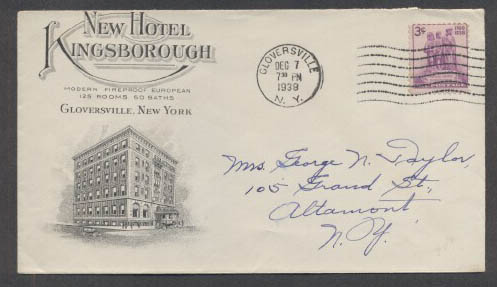 New Hotel
Kingsborough
MODERN FIREPROOF EUROPEAN
125 ROOMS 60 BATHS
GLOVERSVILLE, NEW YORK
GLOVERSVILLE
DEC 7
730 PM
1938
N. Y.
3¢
Mrs. George N. Taylor,
105 Grand St.,
Altamont
N. Y.